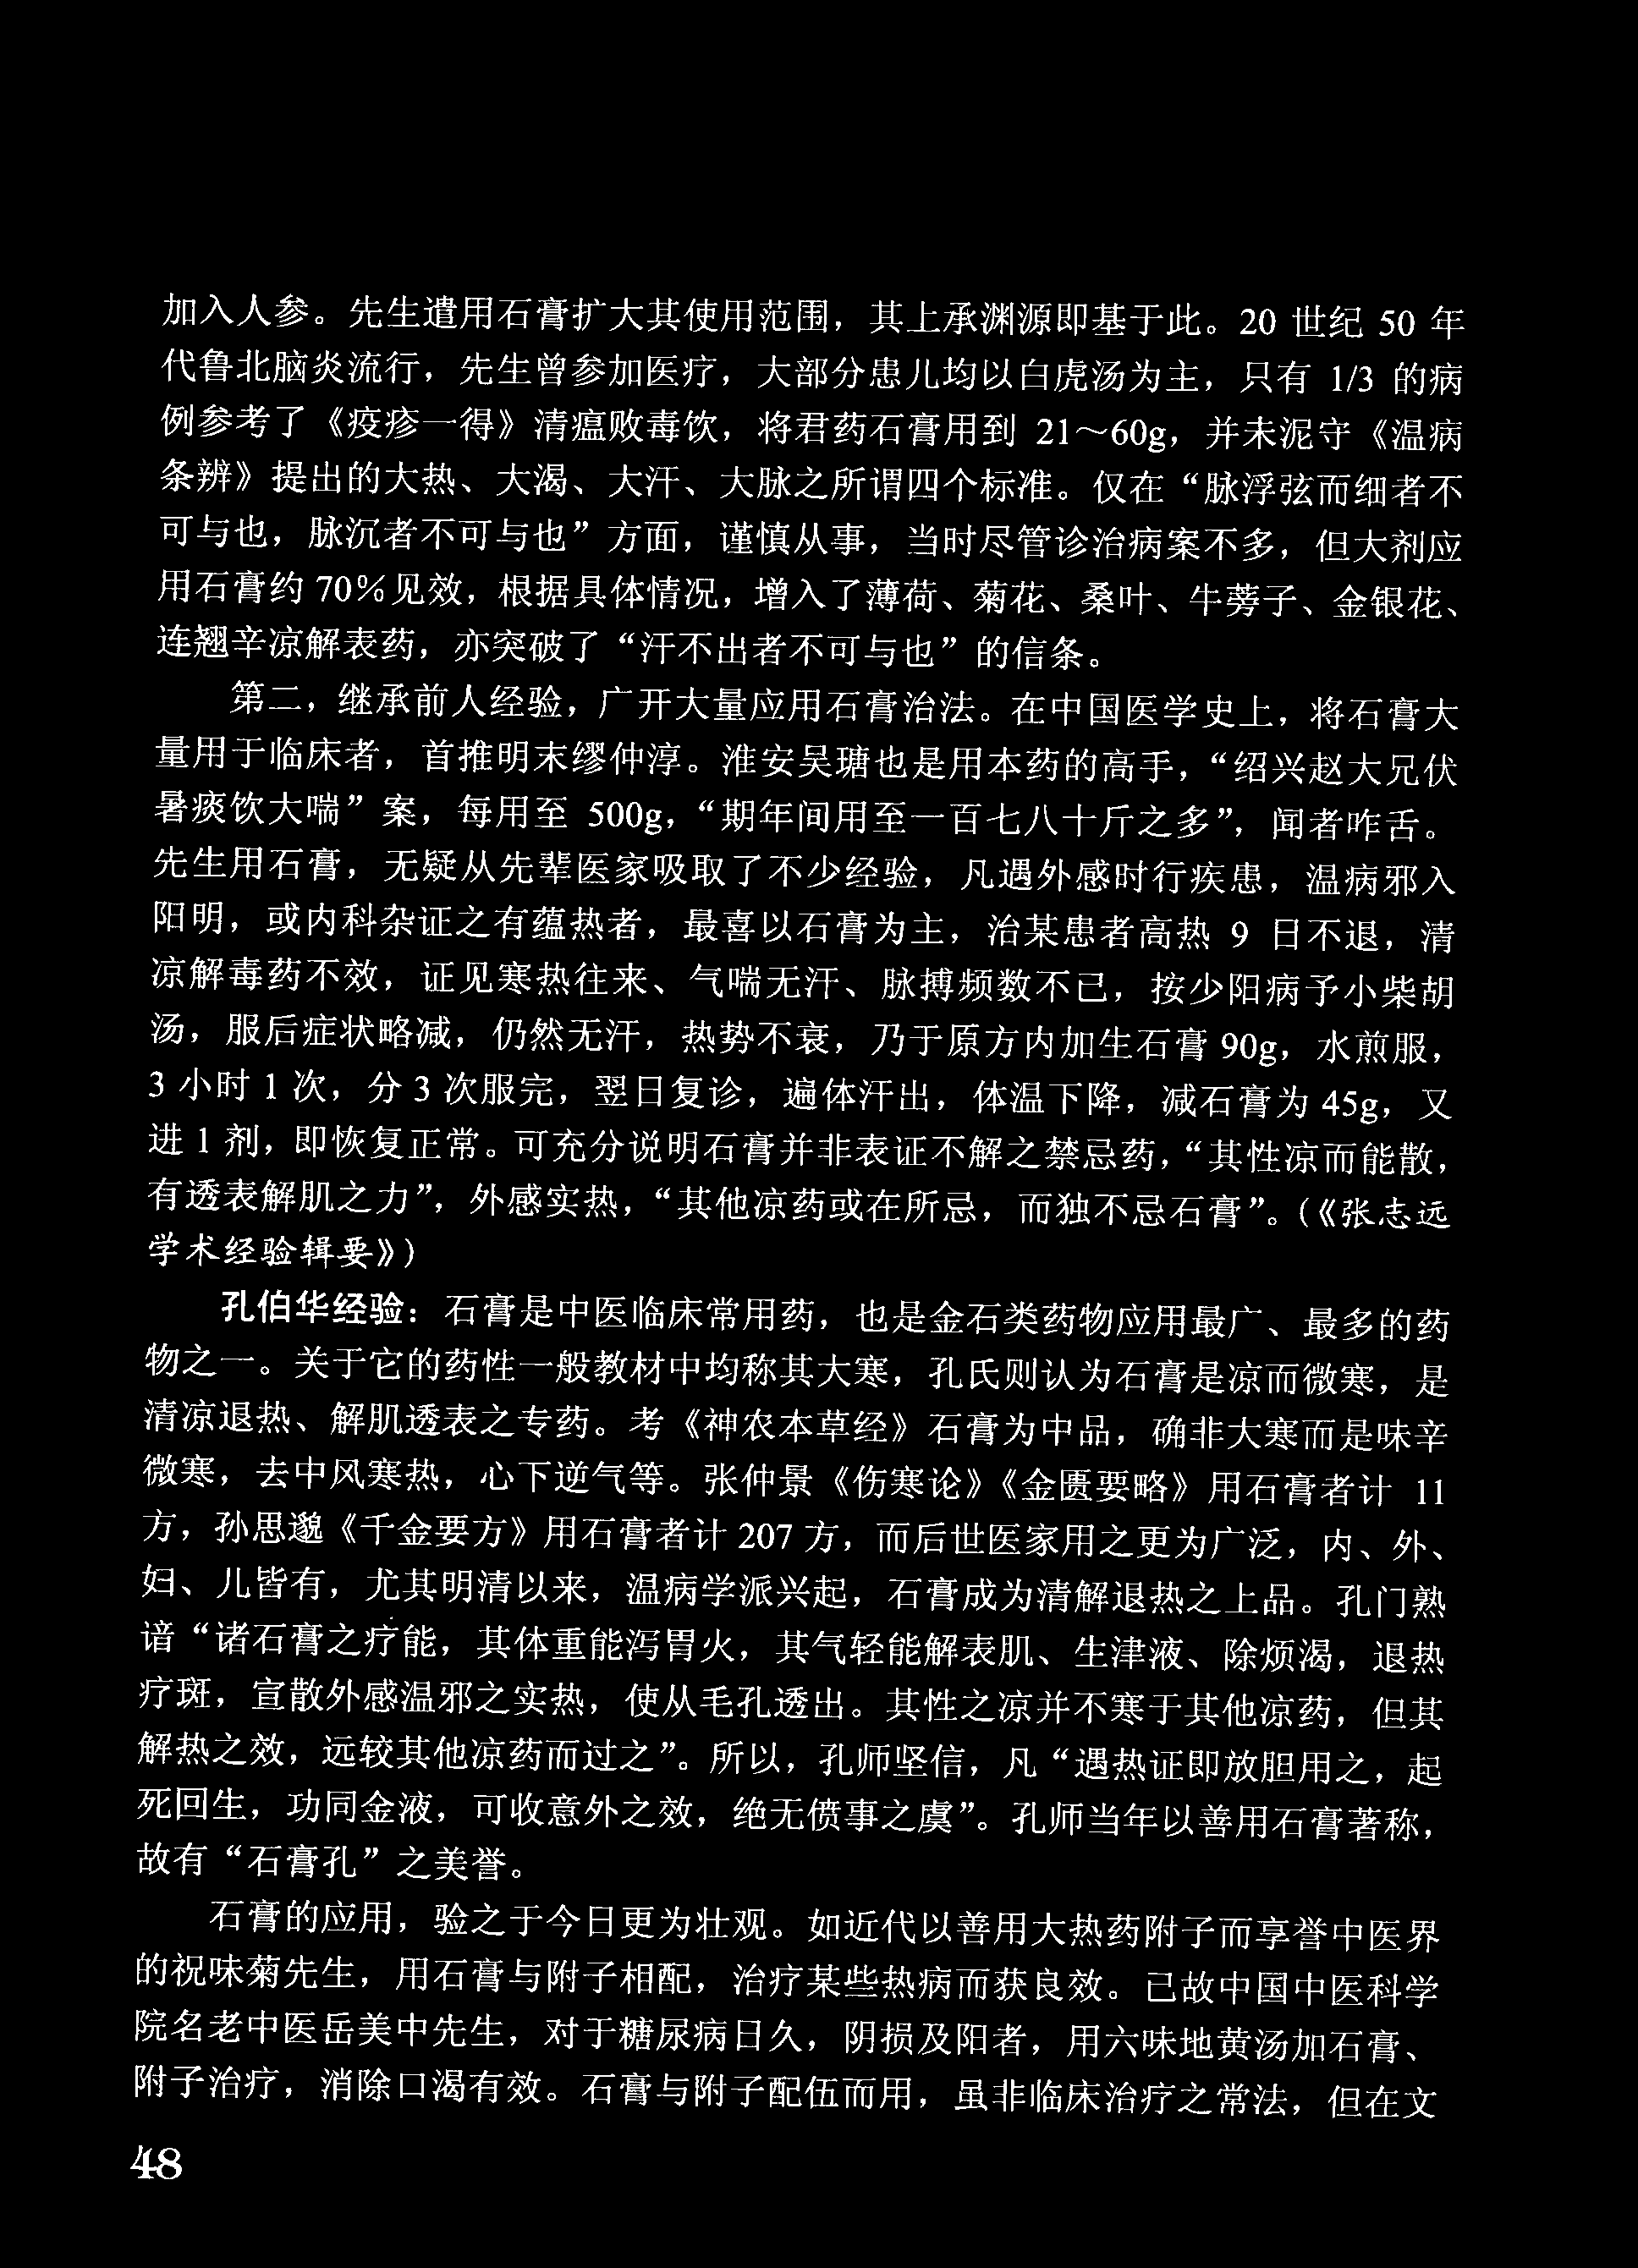 加入人参。先生遣用石膏扩大其使用范围，其上承渊源即基于此。20 世纪 50 年
代鲁北脑炎流行，先生曾参加医疗，大部分患儿均以白虎汤为主，只有 1/3 的病
例参考了《疫疹一得》清瘟败毒饮，将君药石膏用到 21～60g，并未泥守《温病
条辨》提出的大热、大渴、大汗、大脉之所谓四个标准。仅在“脉浮弦而细者不
可与也，脉沉者不可与也”方面，谨慎从事，当时尽管诊治病案不多，但大剂应
用石膏约 70%见效，根据具体情况，增入了薄荷、菊花、桑叶、牛蒡子、金银花、
连翘辛凉解表药，亦突破了“汗不出者不可与也”的信条。
第二，继承前人经验，广开大量应用石膏治法。在中国医学史上，将石膏大
量用于临床者，首推明末缪仲淳。淮安吴瑭也是用本药的高手，“绍兴赵大兄伏
暑痰饮大喘”案，每用至 500g，“期年间用至一百七八十斤之多”，闻者咋舌。
先生用石膏，无疑从先辈医家吸取了不少经验，凡遇外感时行疾患，温病邪入
阳明，或内科杂证之有蕴热者，最喜以石膏为主，治某患者高热 9 日不退，清
凉解毒药不效，证见寒热往来、气喘无汗、脉搏频数不已，按少阳病予小柴胡
汤，服后症状略减，仍然无汗，热势不衰，乃于原方内加生石膏 90g，水煎服，
3 小时 1 次，分 3 次服完，翌日复诊，遍体汗出，体温下降，减石膏为 45g，又
进 1 剂，即恢复正常。可充分说明石膏并非表证不解之禁忌药，“其性凉而能散，
有透表解肌之力”，外感实热，“其他凉药或在所忌，而独不忌石膏”。(《张志远
学术经验辑要》)
孔伯华经验：石膏是中医临床常用药，也是金石类药物应用最广、最多的药
物之一。关于它的药性一般教材中均称其大寒，孔氏则认为石膏是凉而微寒，是
清凉退热、解肌透表之专药。考《神农本草经》石膏为中品，确非大寒而是味辛
微寒，去中风寒热，心下逆气等。张仲景《伤寒论》《金匮要略》用石膏者计 11
方，孙思邈《千金要方》用石膏者计 207 方，而后世医家用之更为广泛，内、外、
妇、儿皆有，尤其明清以来，温病学派兴起，石膏成为清解退热之上品。孔门熟
谙“诸石膏之疗能，其体重能泻胃火，其气轻能解表肌、生津液、除烦渴，退热
疗斑，宣散外感温邪之实热，使从毛孔透出。其性之凉并不寒于其他凉药，但其
解热之效，远较其他凉药而过之”。所以，孔师坚信，凡“遇热证即放胆用之，起
死回生，功同金液，可收意外之效，绝无偾事之虞”。孔师当年以善用石膏著称，
故有“石膏孔”之美誉。
石膏的应用，验之于今日更为壮观。如近代以善用大热药附子而享誉中医界
的祝味菊先生，用石膏与附子相配，治疗某些热病而获良效。已故中国中医科学
院名老中医岳美中先生，对于糖尿病日久，阴损及阳者，用六味地黄汤加石膏、
附子治疗，消除口渴有效。石膏与附子配伍而用，虽非临床治疗之常法，但在文
48